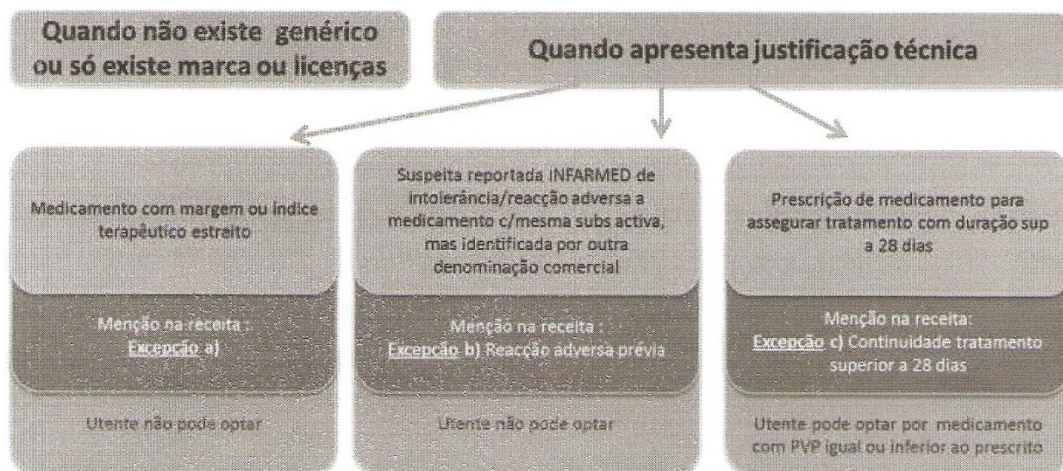 Quando não existe genérico
ou só existe marca ou licenças
Quando apresenta justificação técnica
Medicamento com margem ou índice
terapêutico estreito
Menção na receita :
Excepção a)
Utente não pode optar
Suspeita reportada INFARMED de
intolerância/reacção adversa a
medicamento c/mesma subs activa,
mas identificada por outra
denominação comercial
Menção na receita :
Excepção b) Reacção adversa prévia
Utente não pode optar
Prescrição de medicamento para
assegurar tratamento com duração sup
a 28 dias
Menção na receita:
Excepção c) Continuidade tratamento
superior a 28 dias
Utente pode optar por medicamento
com PVP igual ou inferior ao prescrito